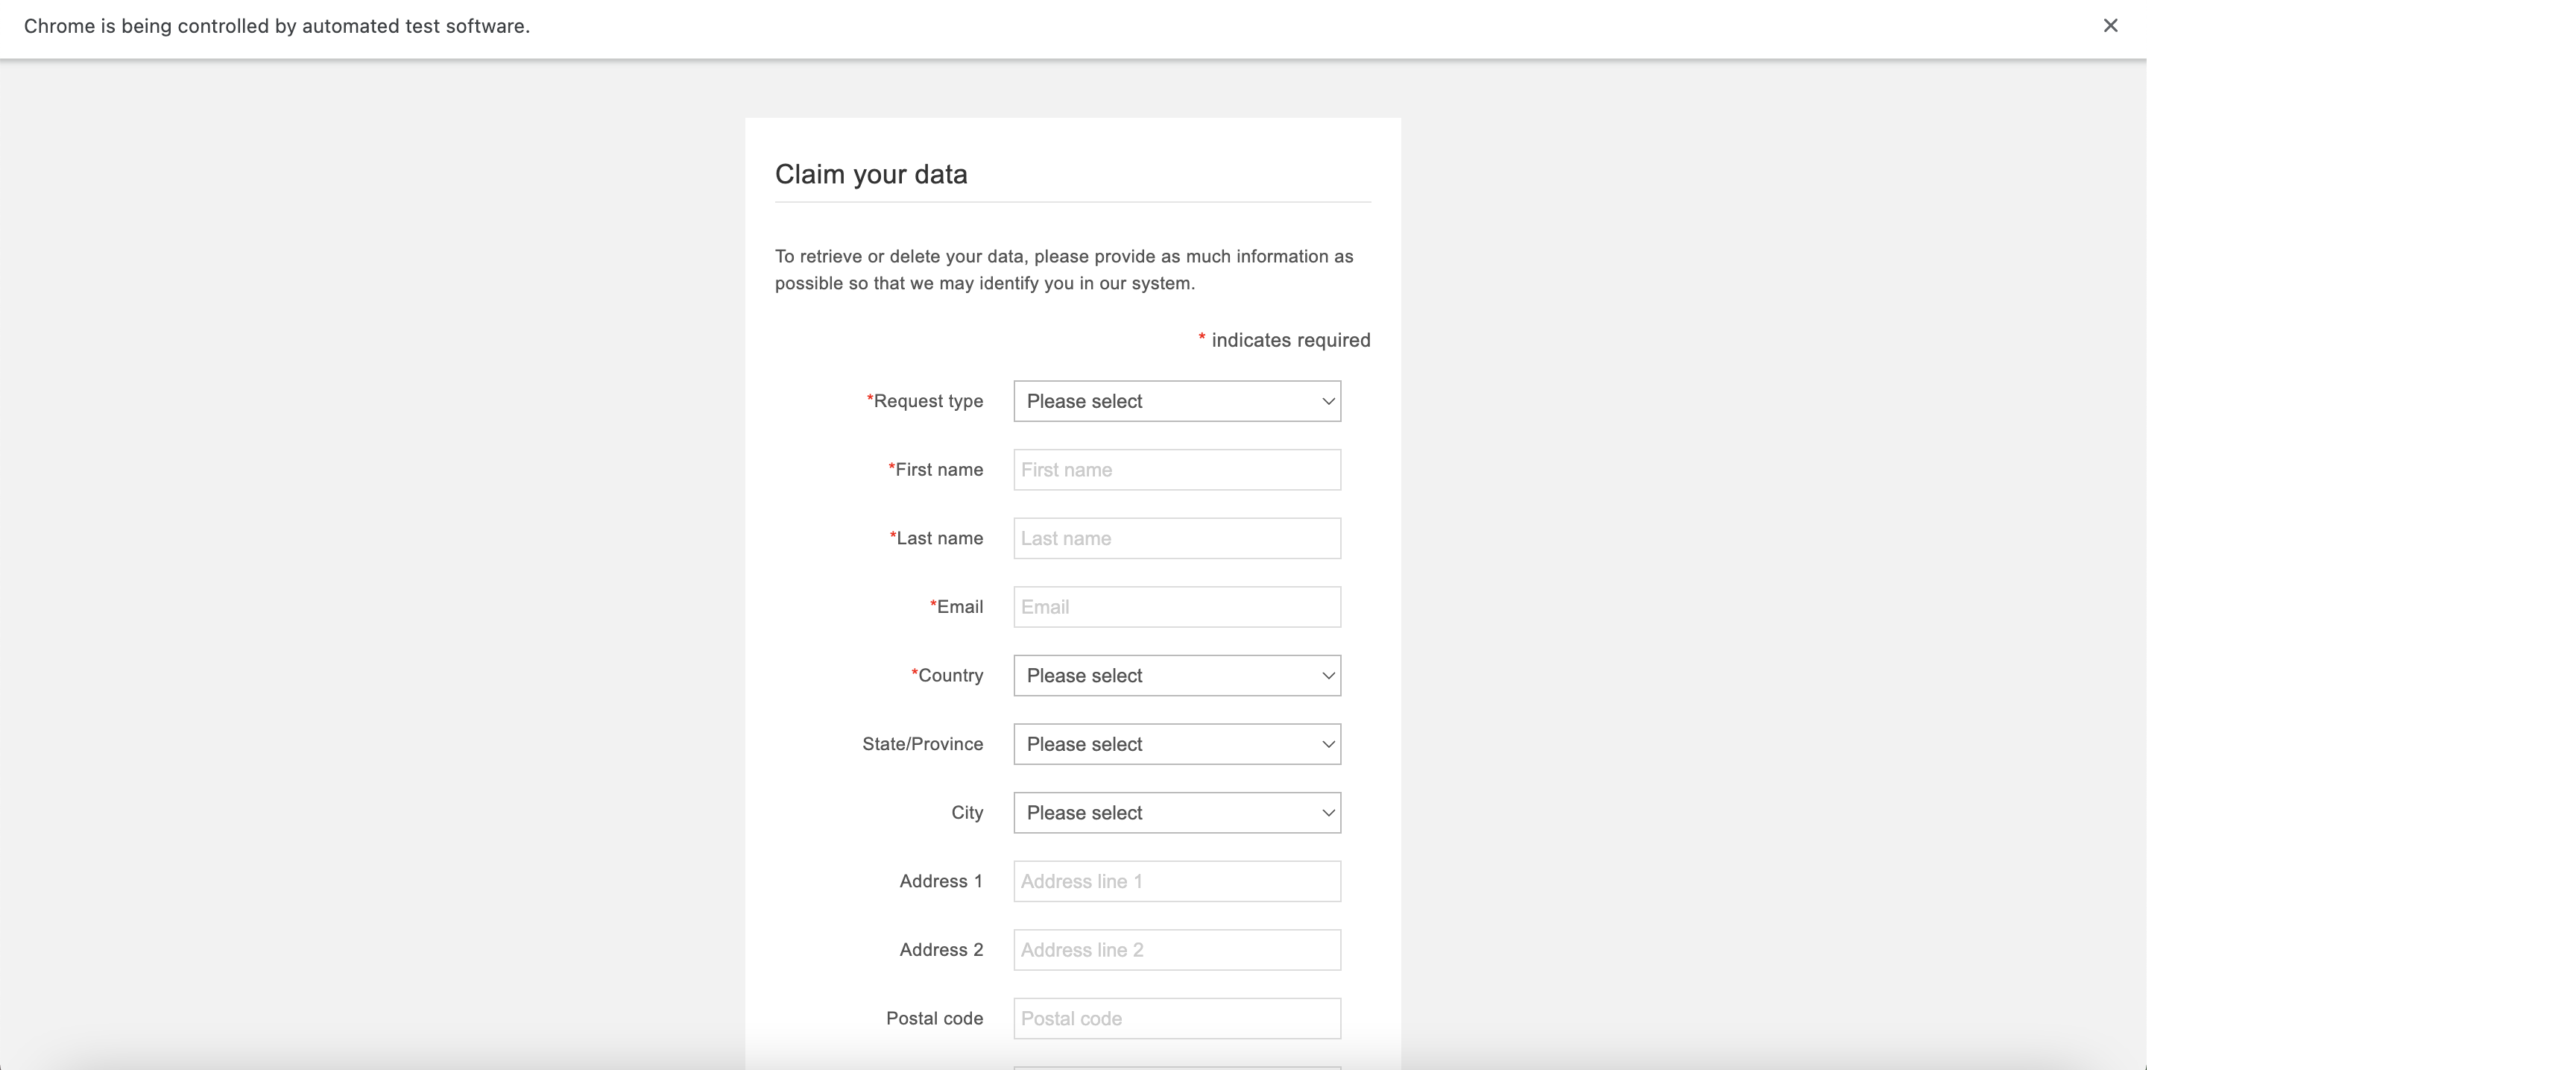 Chrome is being controlled by automated test software.
Claim your data
To retrieve or delete your data, please provide as much information as
possible so that we may identify you in our system.
* indicates required
*Request type Please select
*First name First name
*Last name Last name
*Email Email
*Country Please select
State/Province Please select
City Please select
Address 1 Address line 1
Address 2 Address line 2
Postal code Postal code